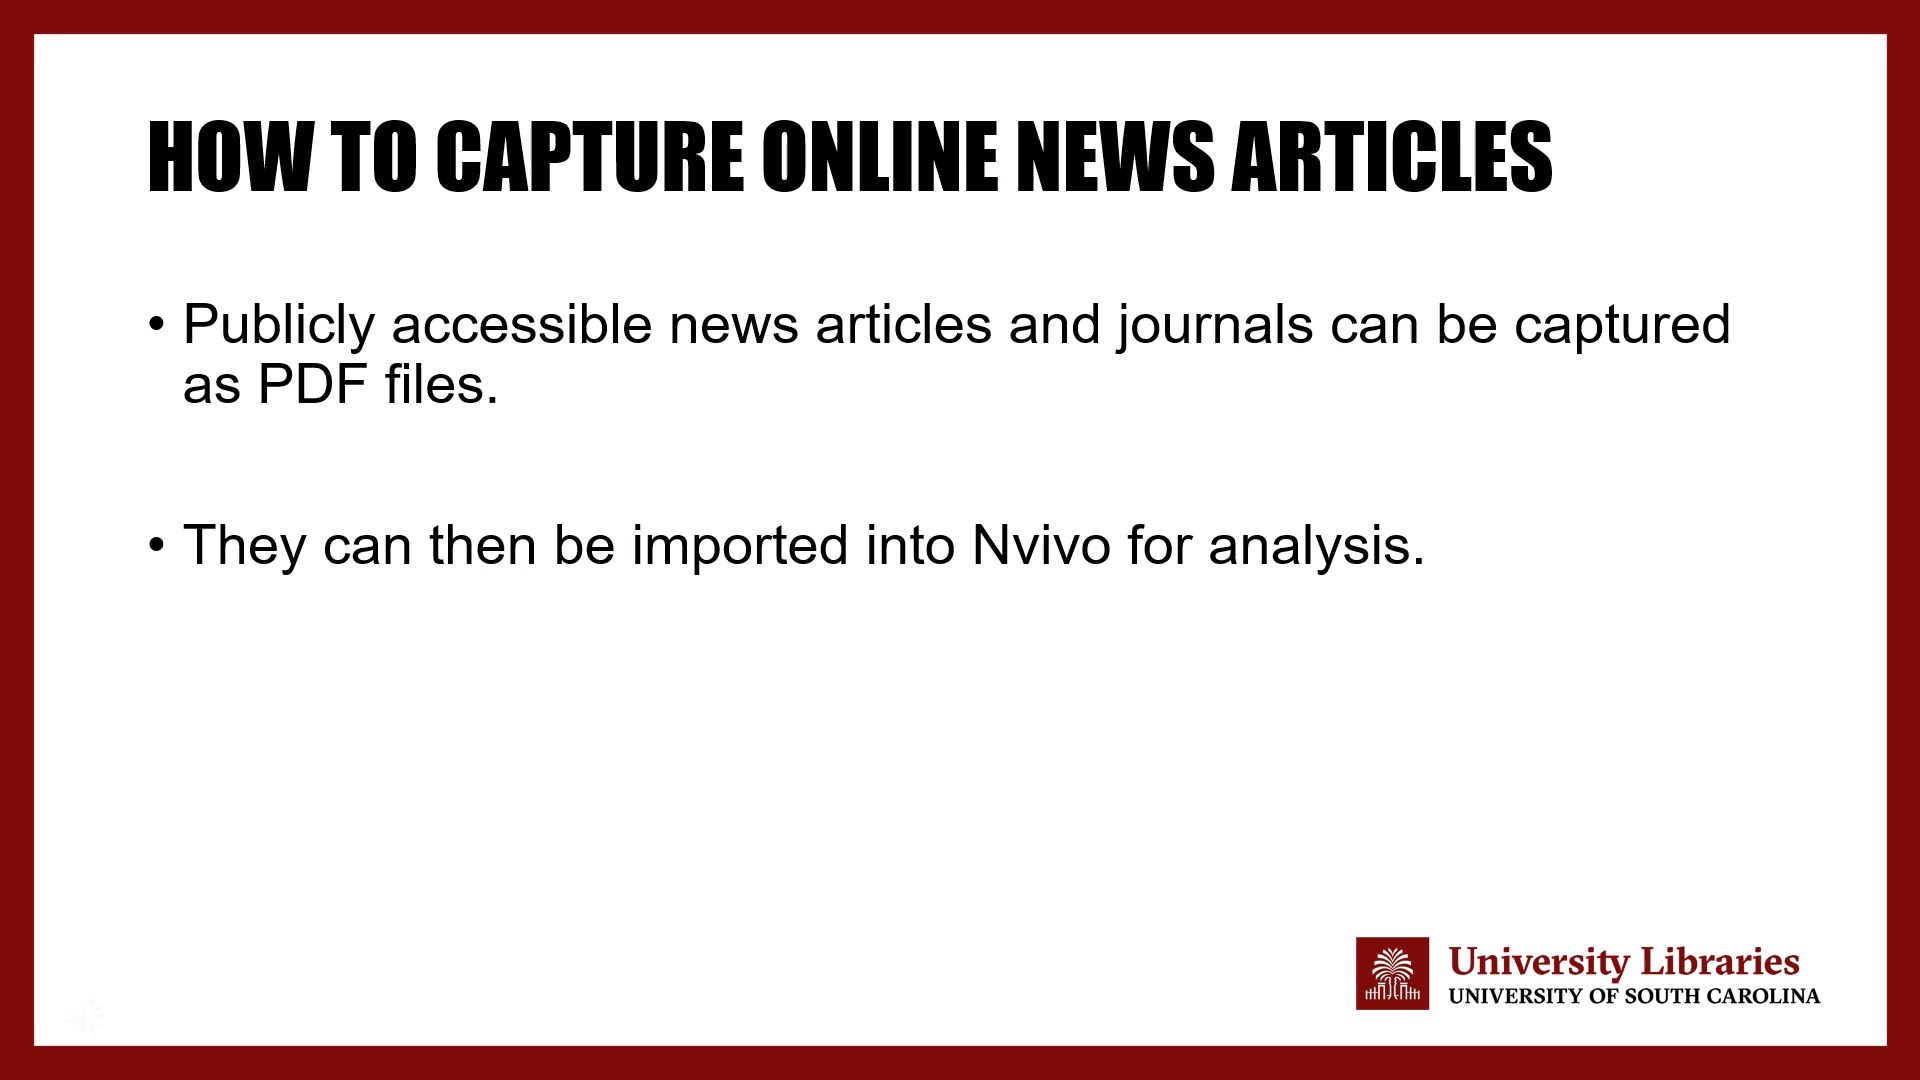 HOW TO CAPTURE ONLINE NEWS ARTICLES
• Publicly accessible news articles and journals can be captured
as PDF files.
• They can then be imported into Nvivo for analysis.
University Libraries
UNIVERSITY OF SOUTH CAROLINA